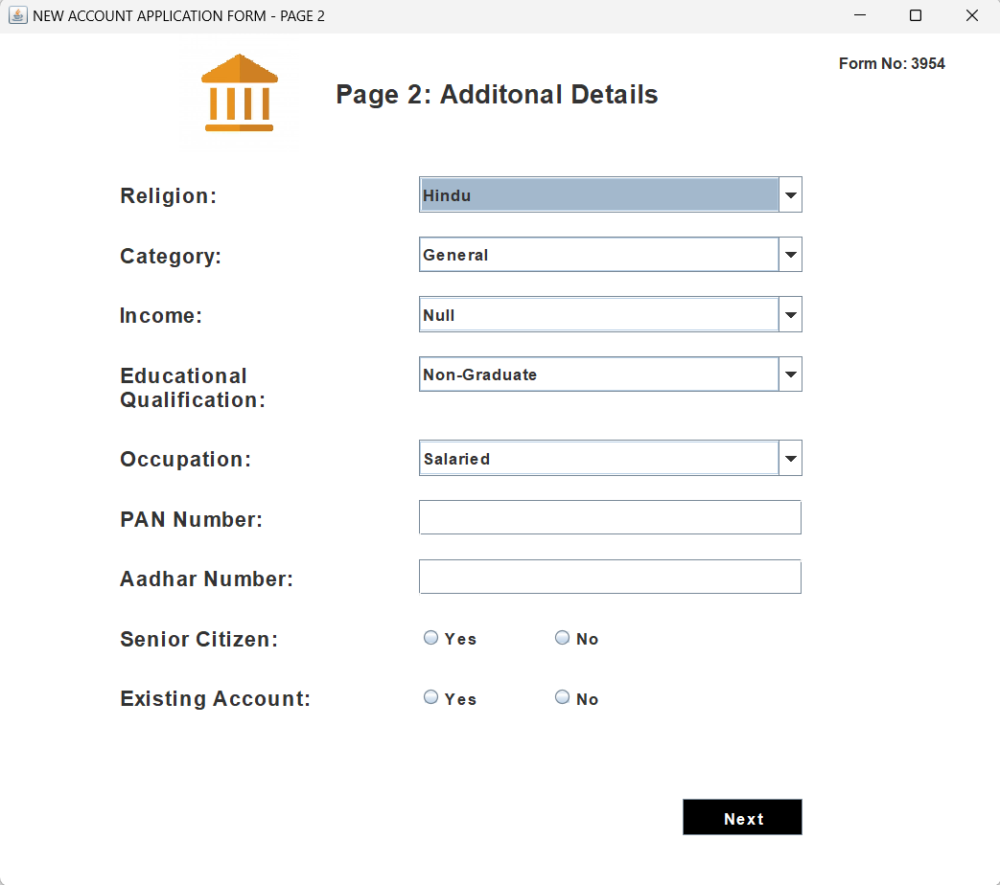 NEW ACCOUNT APPLICATION FORM - PAGE 2
Form No: 3954
Page 2: Additonal Details
Religion:
Hindu
Category:
General
Income:
Null
Educational
Qualification:
Non-Graduate
Occupation:
Salaried
PAN Number:
Aadhar Number:
Senior Citizen:
Yes No
Existing Account:
Yes No
Next